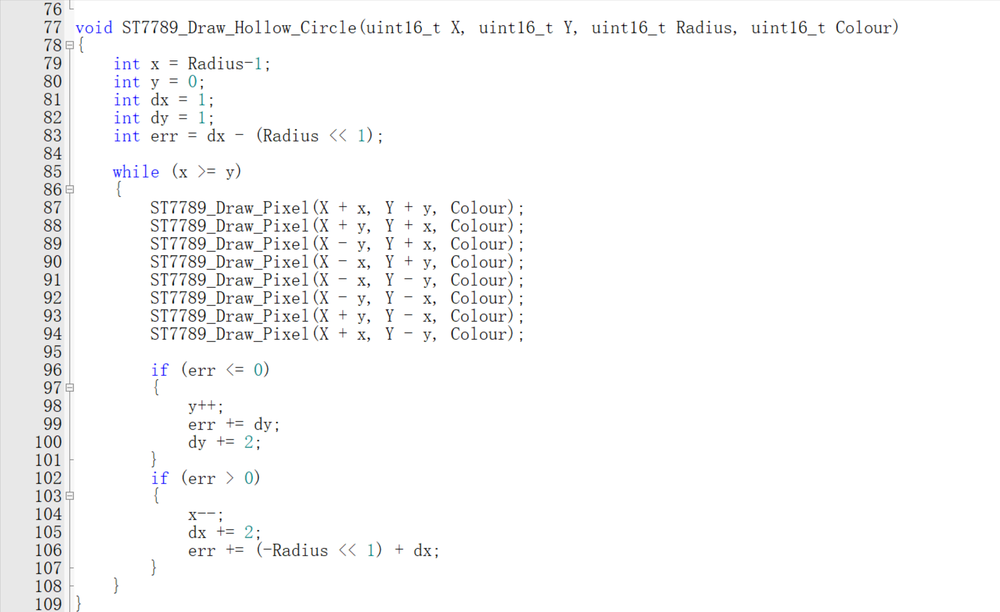 76
77 void ST7789_Draw_Hollow_Circle(uint16_t X, uint16_t Y, uint16_t Radius, uint16_t Colour)
78 {
79     int x = Radius-1;
80     int y = 0;
81     int dx = 1;
82     int dy = 1;
83     int err = dx - (Radius << 1);
84
85     while (x >= y)
86     {
87         ST7789_Draw_Pixel(X + x, Y + y, Colour);
88         ST7789_Draw_Pixel(X + y, Y + x, Colour);
89         ST7789_Draw_Pixel(X - y, Y + x, Colour);
90         ST7789_Draw_Pixel(X - x, Y + y, Colour);
91         ST7789_Draw_Pixel(X - x, Y - y, Colour);
92         ST7789_Draw_Pixel(X - y, Y - x, Colour);
93         ST7789_Draw_Pixel(X + y, Y - x, Colour);
94         ST7789_Draw_Pixel(X + x, Y - y, Colour);
95
96         if (err <= 0)
97         {
98             y++;
99             err += dy;
100             dy += 2;
101         }
102         if (err > 0)
103         {
104             x--;
105             dx += 2;
106             err += (-Radius << 1) + dx;
107         }
108     }
109 }